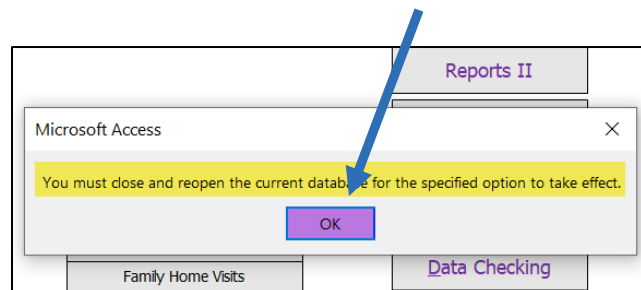 Reports II
Microsoft Access
You must close and reopen the current database for the specified option to take effect.
OK
Family Home Visits
Data Checking